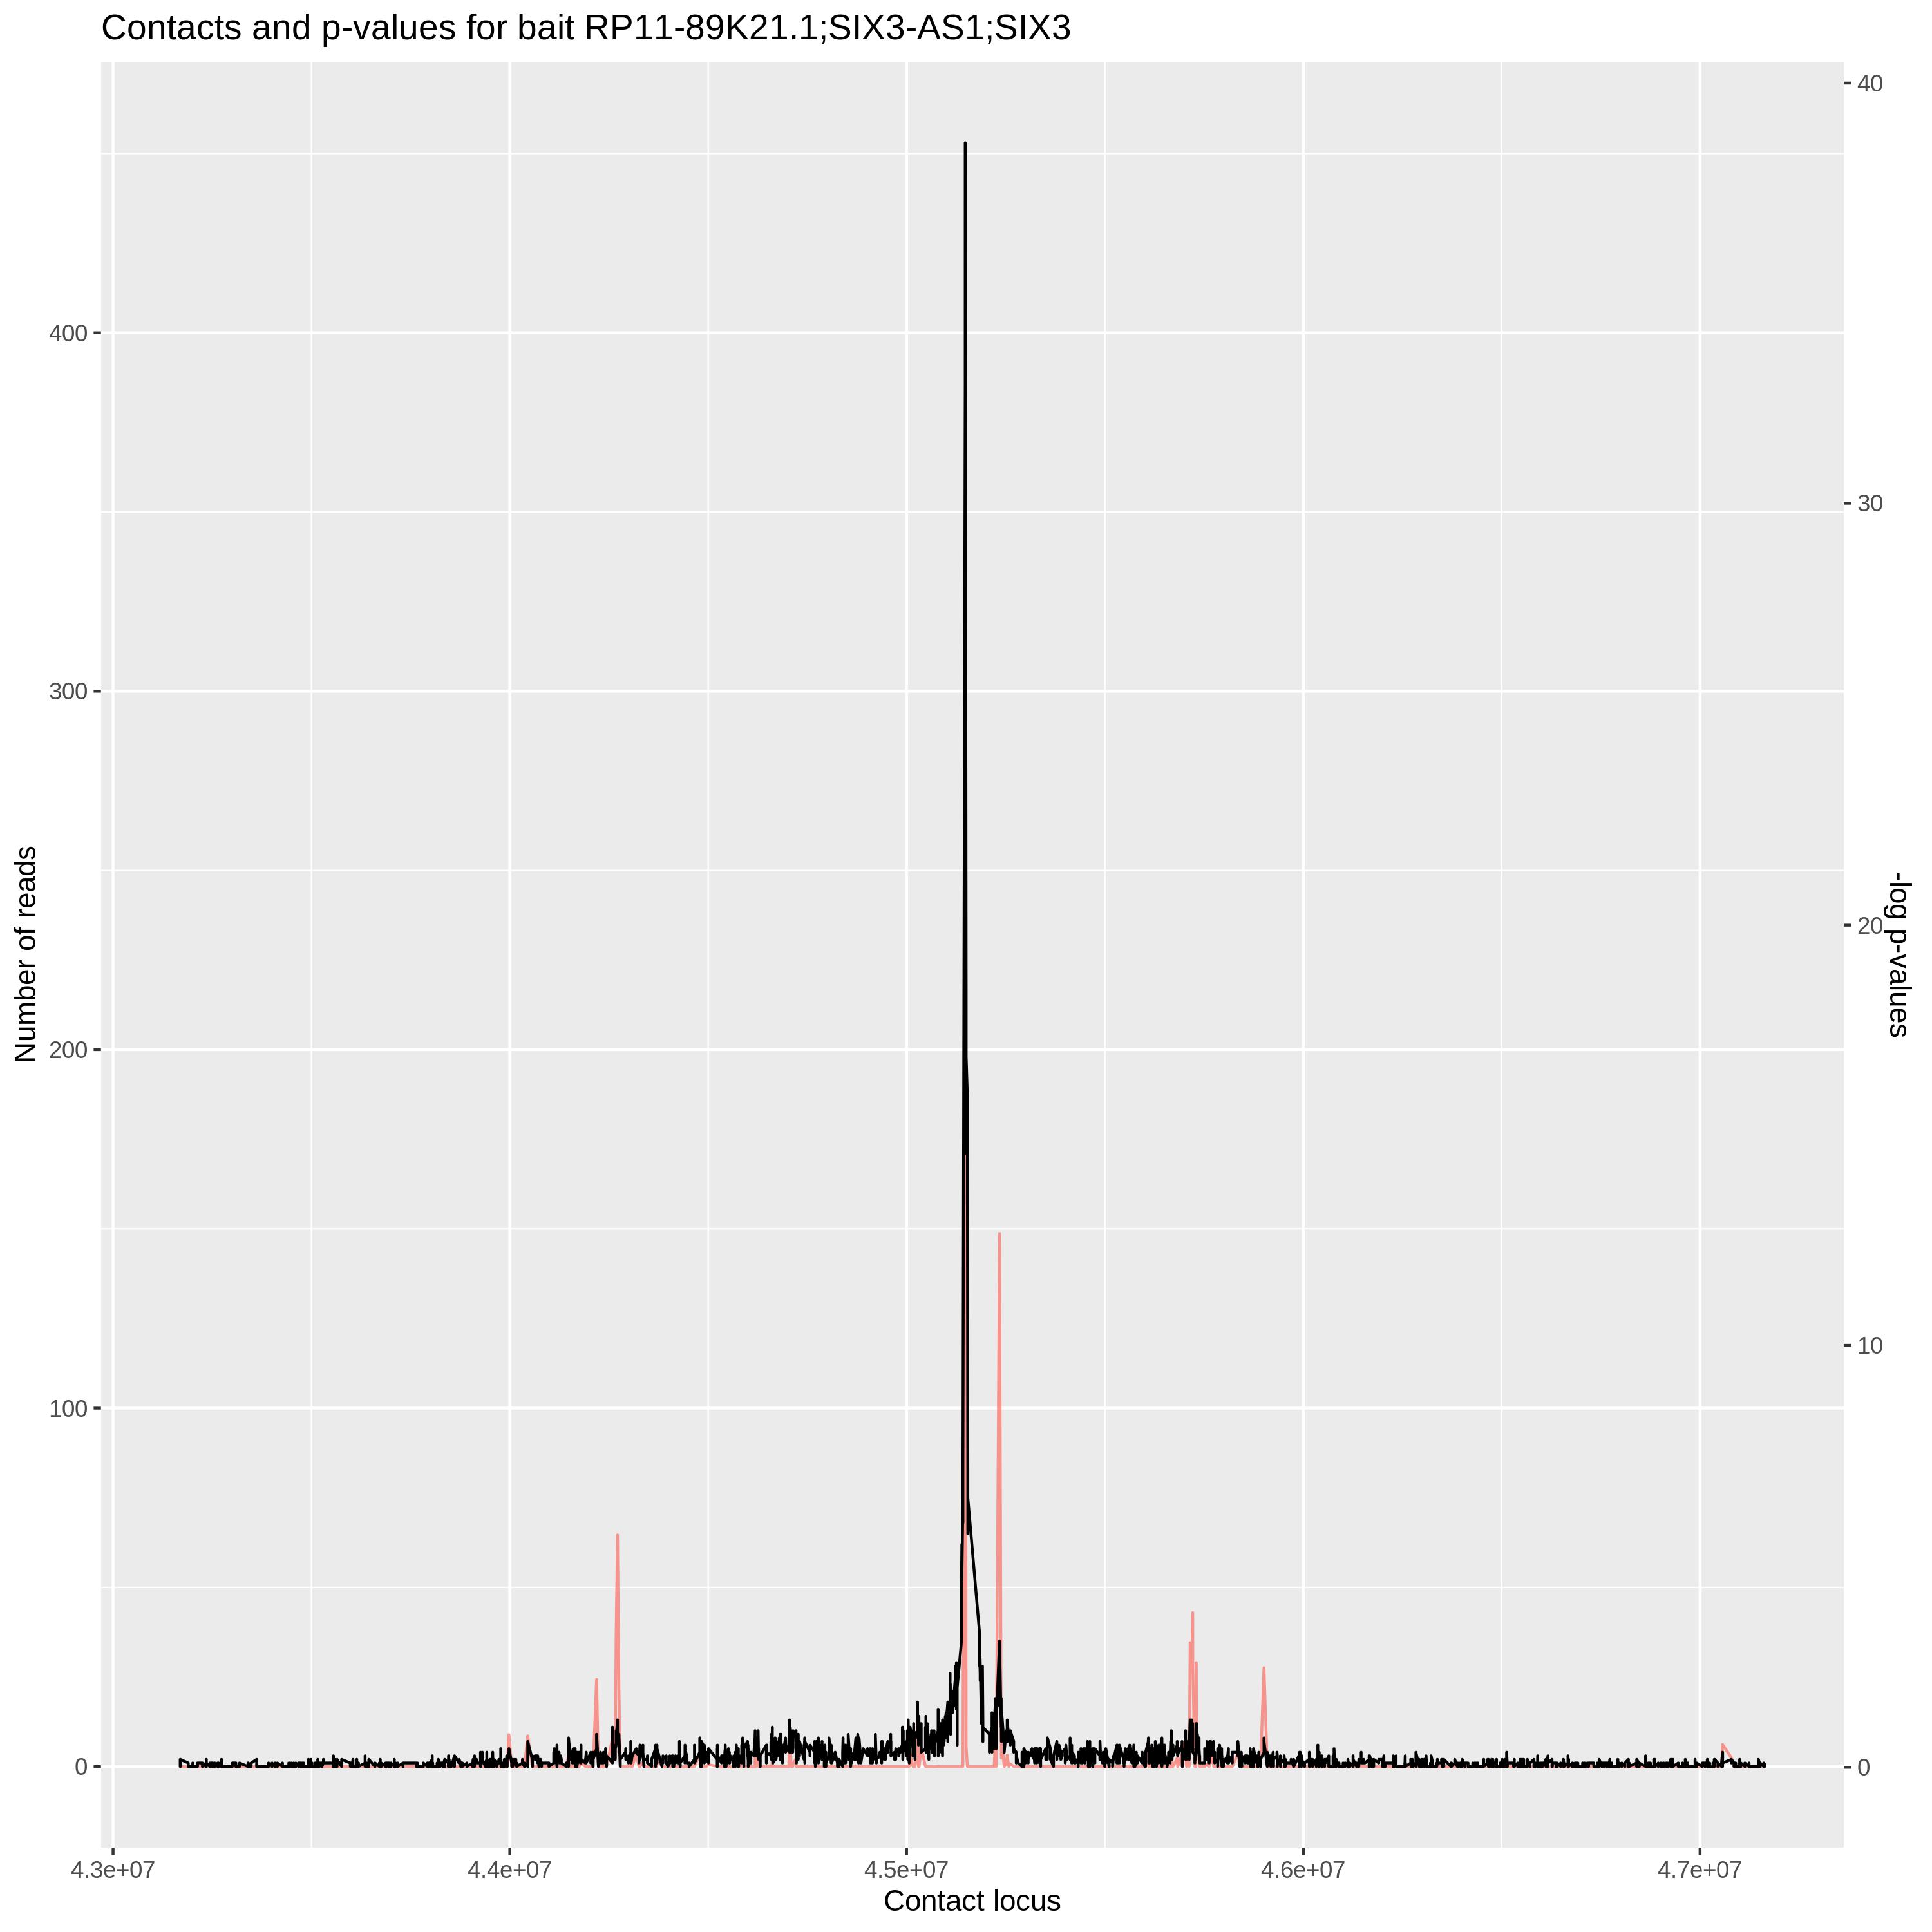 Contacts and p-values for bait RP11-89K21.1;SIX3-AS1;SIX3
Number of reads
400
300
200
100
0
40
30
20
10
0
-log p-values
4.3e+07 4.4e+07 4.5e+07 4.6e+07 4.7e+07
Contact locus